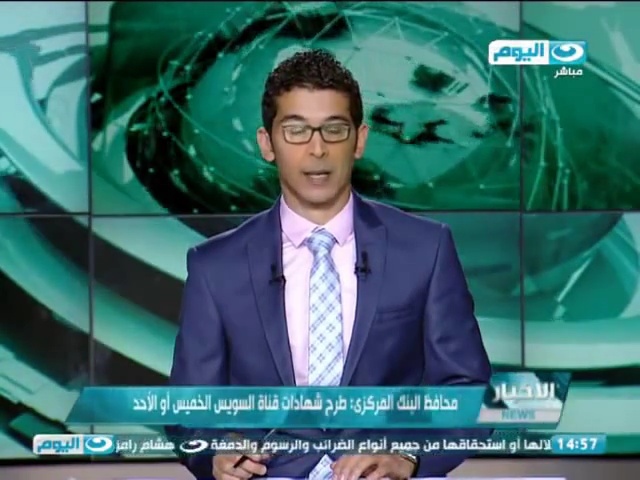 اليوم
مباشر
الأخبار
NEWS
محافظ البنك المركزى: طرح شهادات قناة السويس الخميس أو الأحد
14:57
لالها أو استحقاقها من جميع أنواع الضرائب والرسوم والدمغة هشام رامز
اليوم